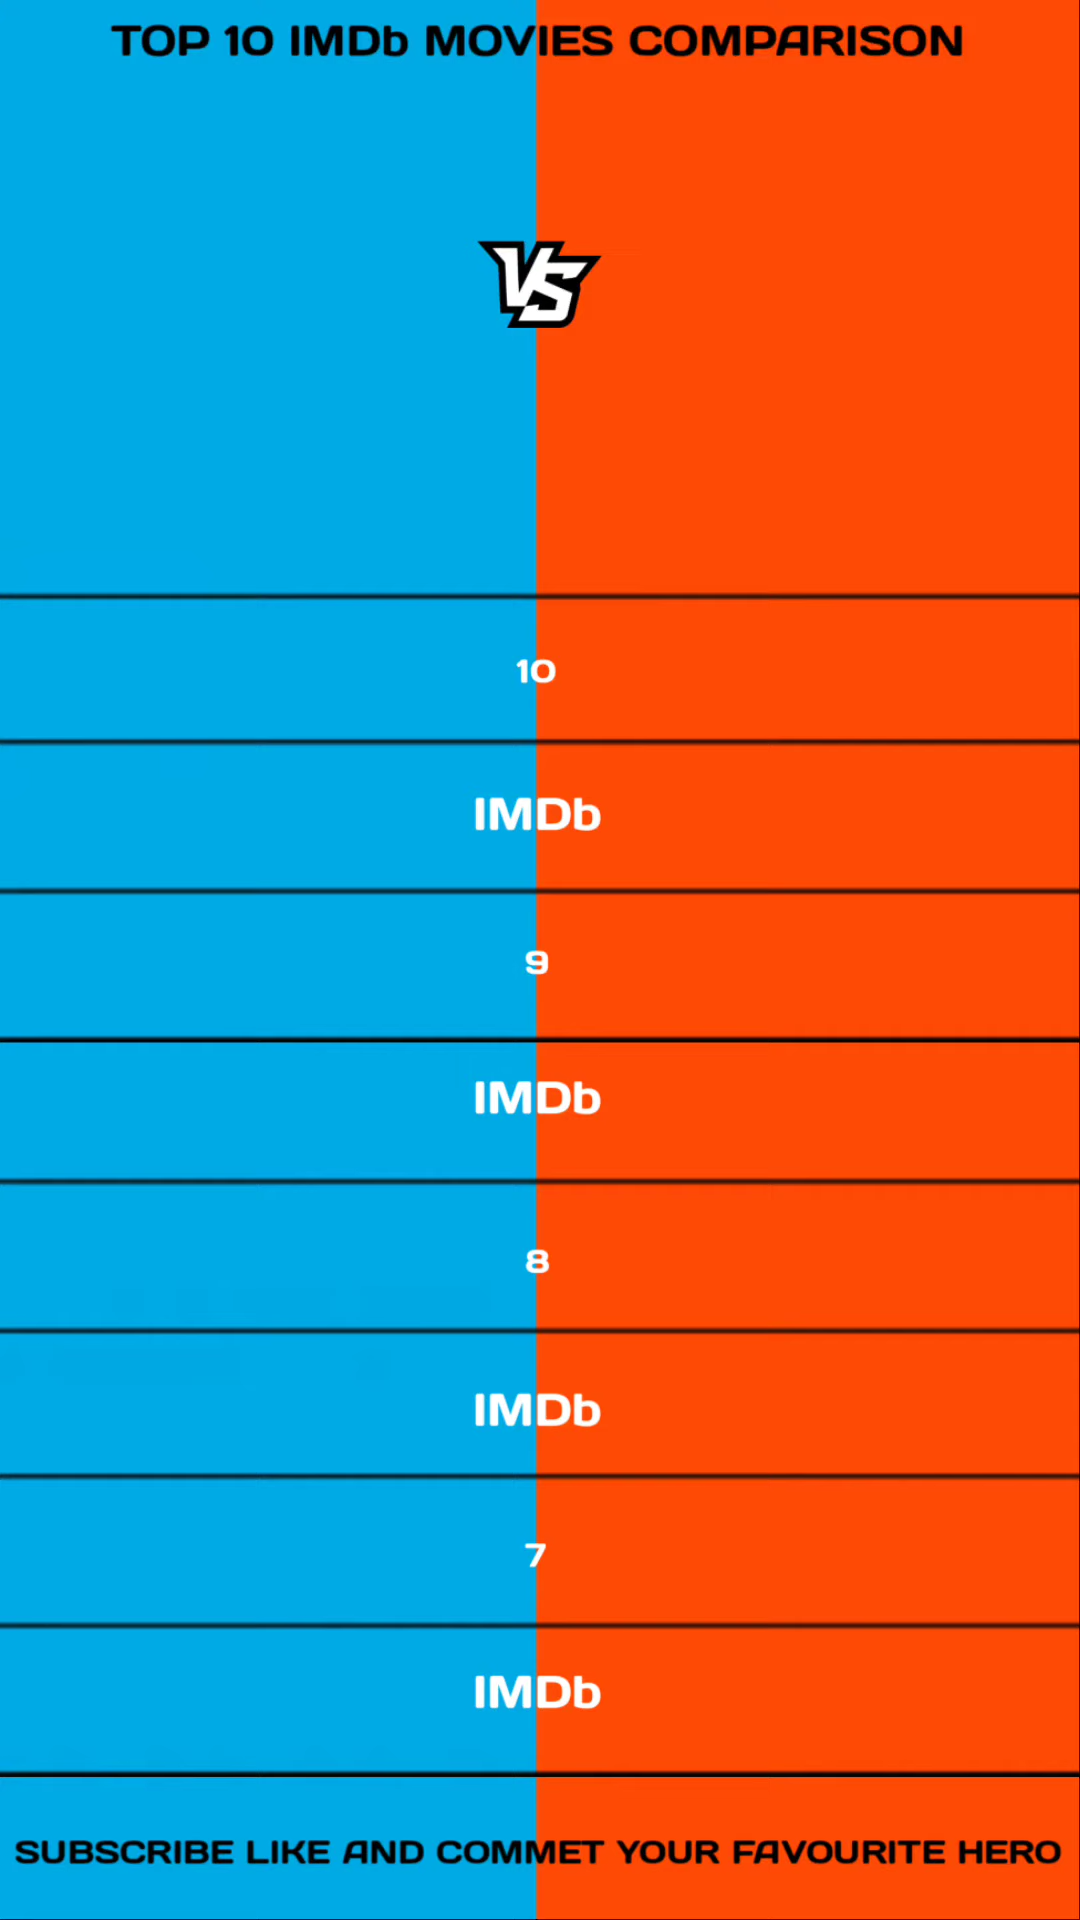 TOP 10 IMDb MOVIES COMPARISON
VS
10
IMDb
9
IMDb
8
IMDb
7
IMDb
SUBSCRIBE LIKE AND COMMET YOUR FAVOURITE HERO